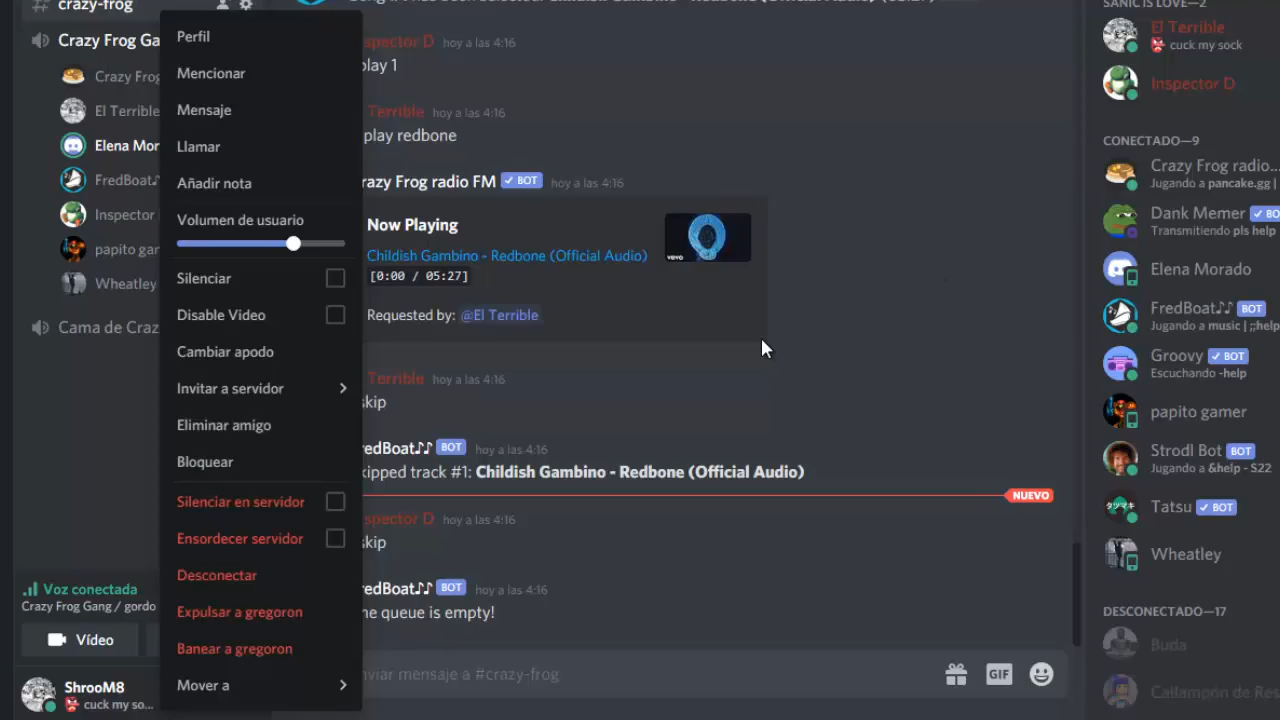 crazy-frog
Crazy Frog Ga
Crazy Frog
El Terrible
Elena Mor
FredBoat♪
Inspector
papito gar
Wheatley
Cama de Craz
Voz conectada
Crazy Frog Gang / gordo
Vídeo
ShrooM8
cuck my so...
Perfil
Mencionar
Mensaje
Llamar
Añadir nota
Volumen de usuario
Silenciar
Disable Video
Cambiar apodo
Invitar a servidor
Eliminar amigo
Bloquear
Silenciar en servidor
Ensordecer servidor
Desconectar
Expulsar a gregoron
Banear a gregoron
Mover a
spector D hoy a las 4:16
play 1
Terrible hoy a las 4:16
play redbone
razy Frog radio FM ✓ BOT hoy a las 4:16
Now Playing
Childish Gambino - Redbone (Official Audio)
[0:00 / 05:27]
vevo
Requested by: @El Terrible
Terrible hoy a las 4:16
skip
redBoat♪♪ BOT hoy a las 4:16
kipped track #1: Childish Gambino - Redbone (Official Audio)
NUEVO
spector D hoy a las 4:16
skip
redBoat♪♪ BOT hoy a las 4:16
he queue is empty!
nviar mensaje a #crazy-frog
GIF
SANIC IS LOVE—2
El Terrible
cuck my sock
Inspector D
CONECTADO—9
Crazy Frog radio...
Jugando a pancake.gg |
Dank Memer ✓ BO
Transmitiendo pls help
Elena Morado
FredBoat♪♪ BOT
Jugando a music | ;;help
Groovy ✓ BOT
Escuchando -help
papito gamer
Strodl Bot BOT
Jugando a &help - S22
Tatsu ✓ BOT
Wheatley
DESCONECTADO—17
Buda
Callampón de Res